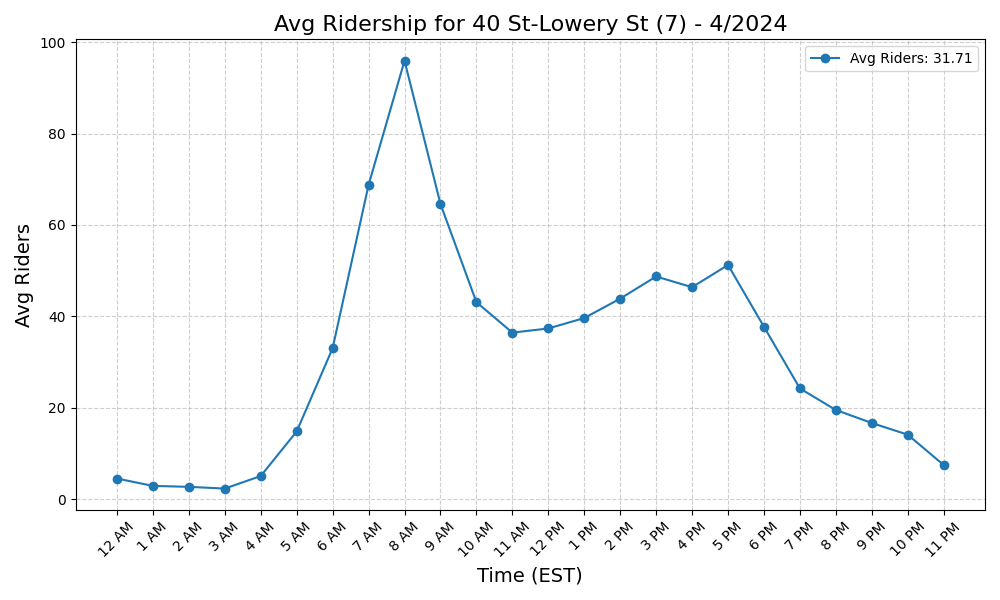 Avg Ridership for 40 St-Lowery St (7) - 4/2024
Avg Riders: 31.71
Avg Riders
100
80
60
40
20
0
12 AM
1 AM
2 AM
3 AM
4 AM
5 AM
6 AM
7 AM
8 AM
9 AM
10 AM
11 AM
12 PM
1 PM
2 PM
3 PM
4 PM
5 PM
6 PM
7 PM
8 PM
9 PM
10 PM
11 PM
Time (EST)